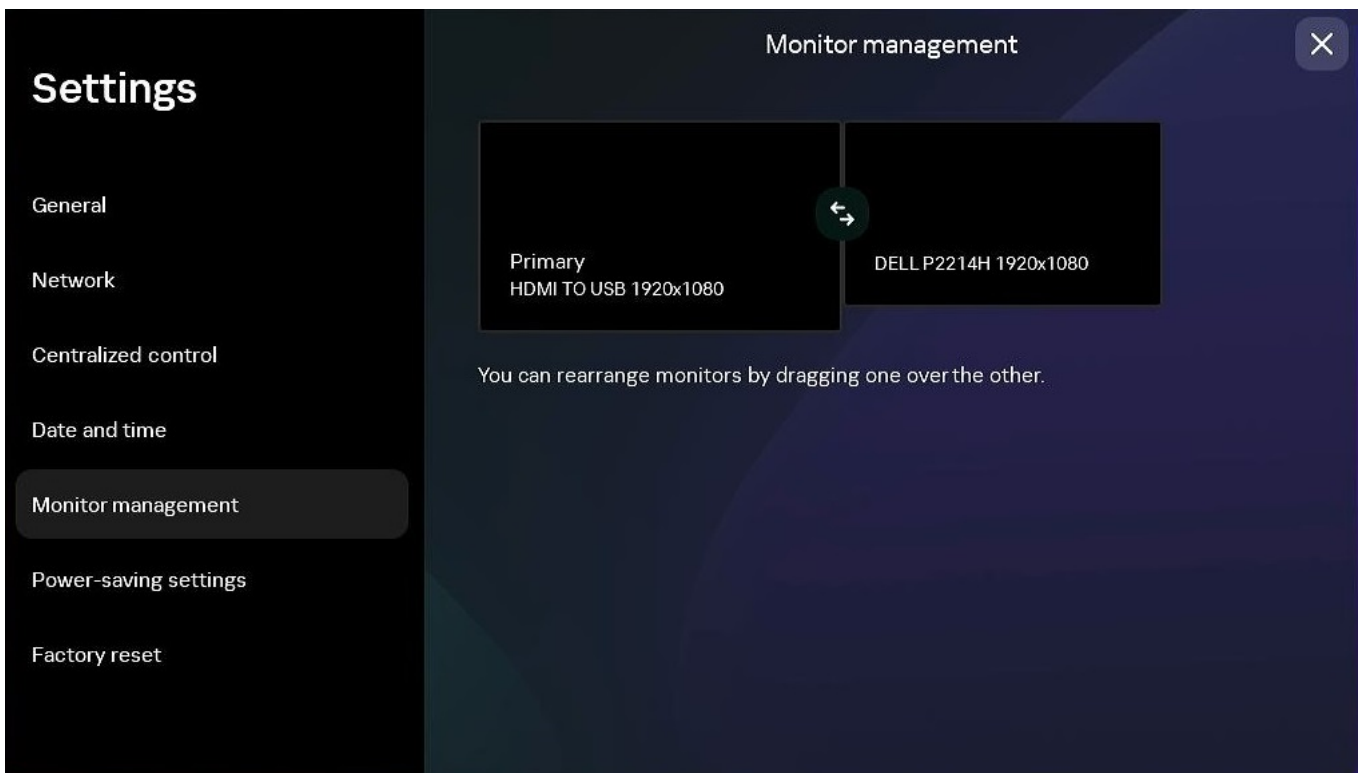 Settings
General
Network
Centralized control
Date and time
Monitor management
Power-saving settings
Factory reset
Monitor management
Primary
HDMI TO USB 1920x1080
DELL P2214H 1920x1080
You can rearrange monitors by dragging one over the other.